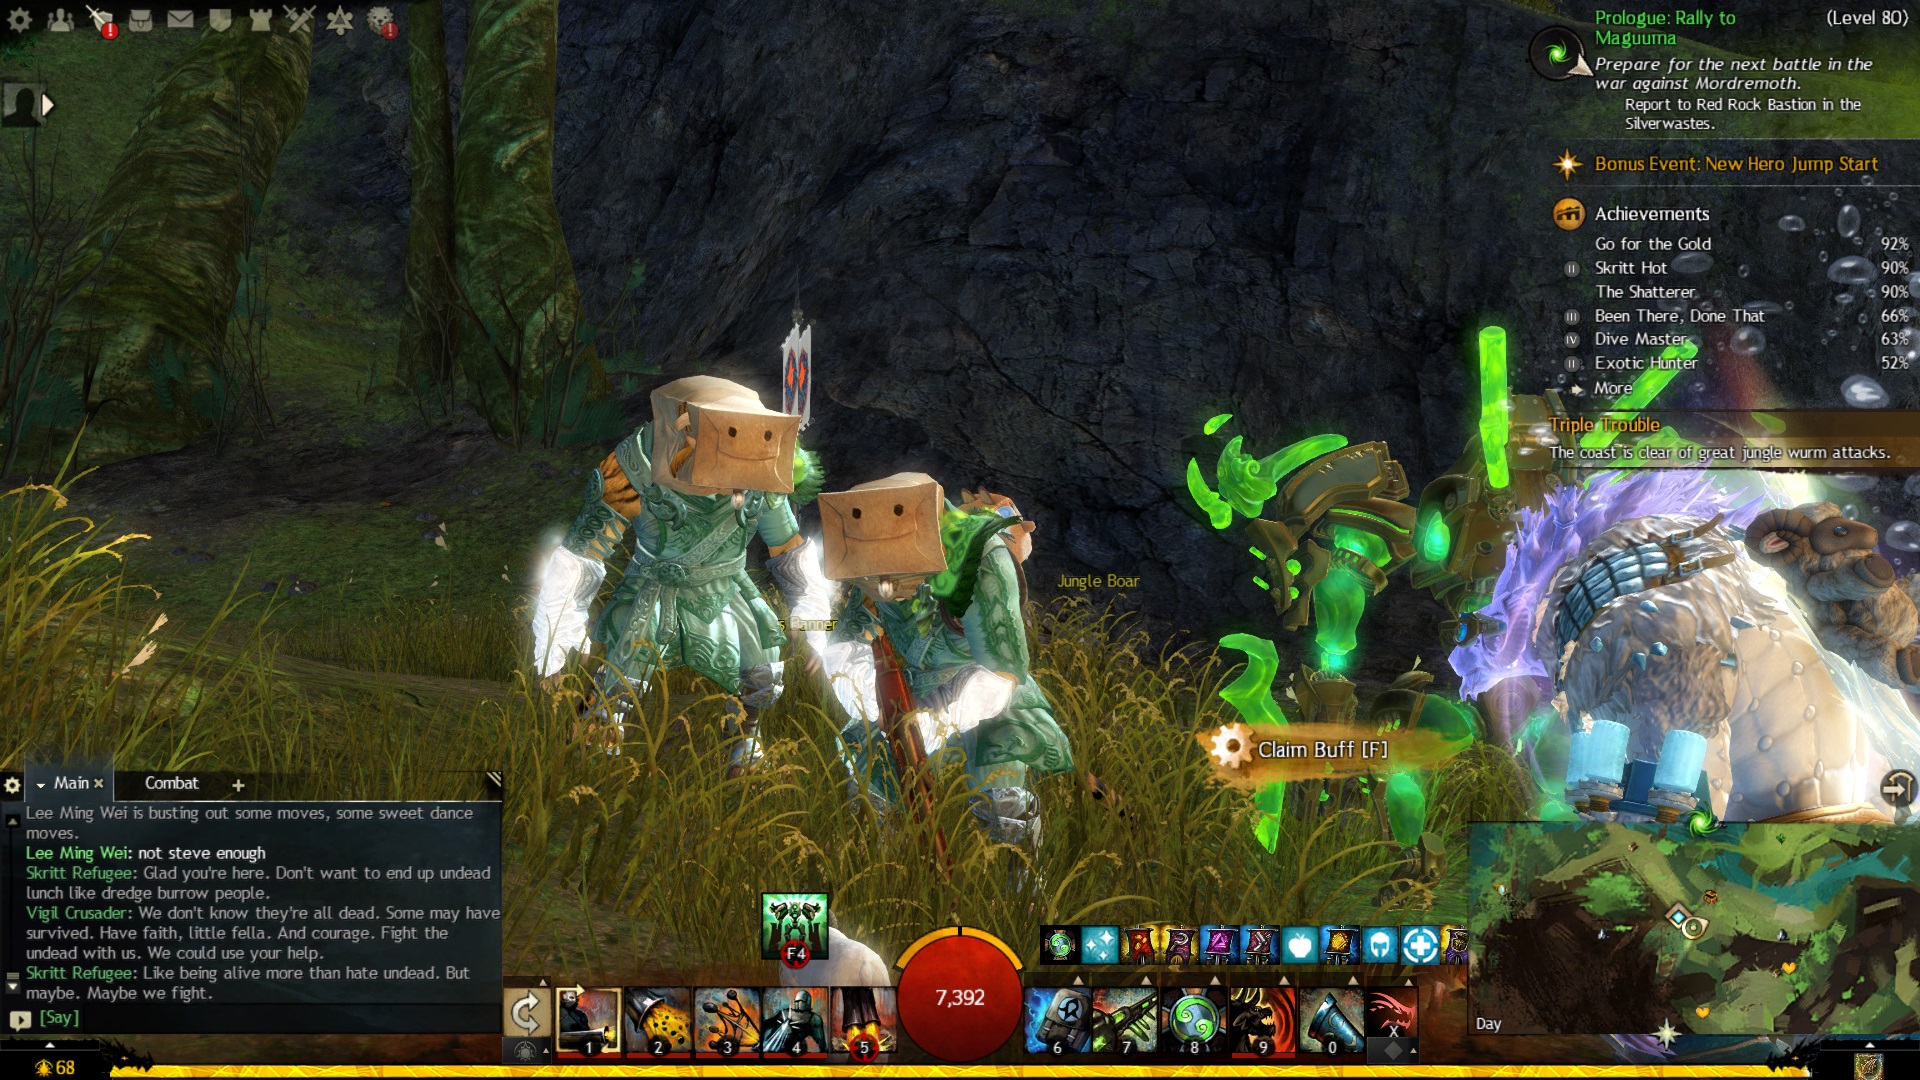 Prologue: Rally to
Maguuma
(Level 80)
Prepare for the next battle in the
war against Mordremoth.
Report to Red Rock Bastion in the
Silverwastes.
Bonus Event: New Hero Jump Start
Achievements
Go for the Gold 92%
II Skritt Hot 90%
The Shatterer 90%
III Been There, Done That 66%
IV Dive Master 63%
II Exotic Hunter 52%
More
Triple Trouble
The coast is clear of great jungle wurm attacks.
Jungle Boar
s Banner
Claim Buff [F]
Main Combat
Lee Ming Wei is busting out some moves, some sweet dance
moves.
Lee Ming Wei: not steve enough
Skritt Refugee: Glad you're here. Don't want to end up undead
lunch like dredge burrow people.
Vigil Crusader: We don't know they're all dead. Some may have
survived. Have faith, little fella. And courage. Fight the
undead with us. We could use your help.
Skritt Refugee: Like being alive more than hate undead. But
maybe. Maybe we fight.
[Say]
F4
7,392
1 2 3 4 5 6 7 8 9 0 X
Day
68